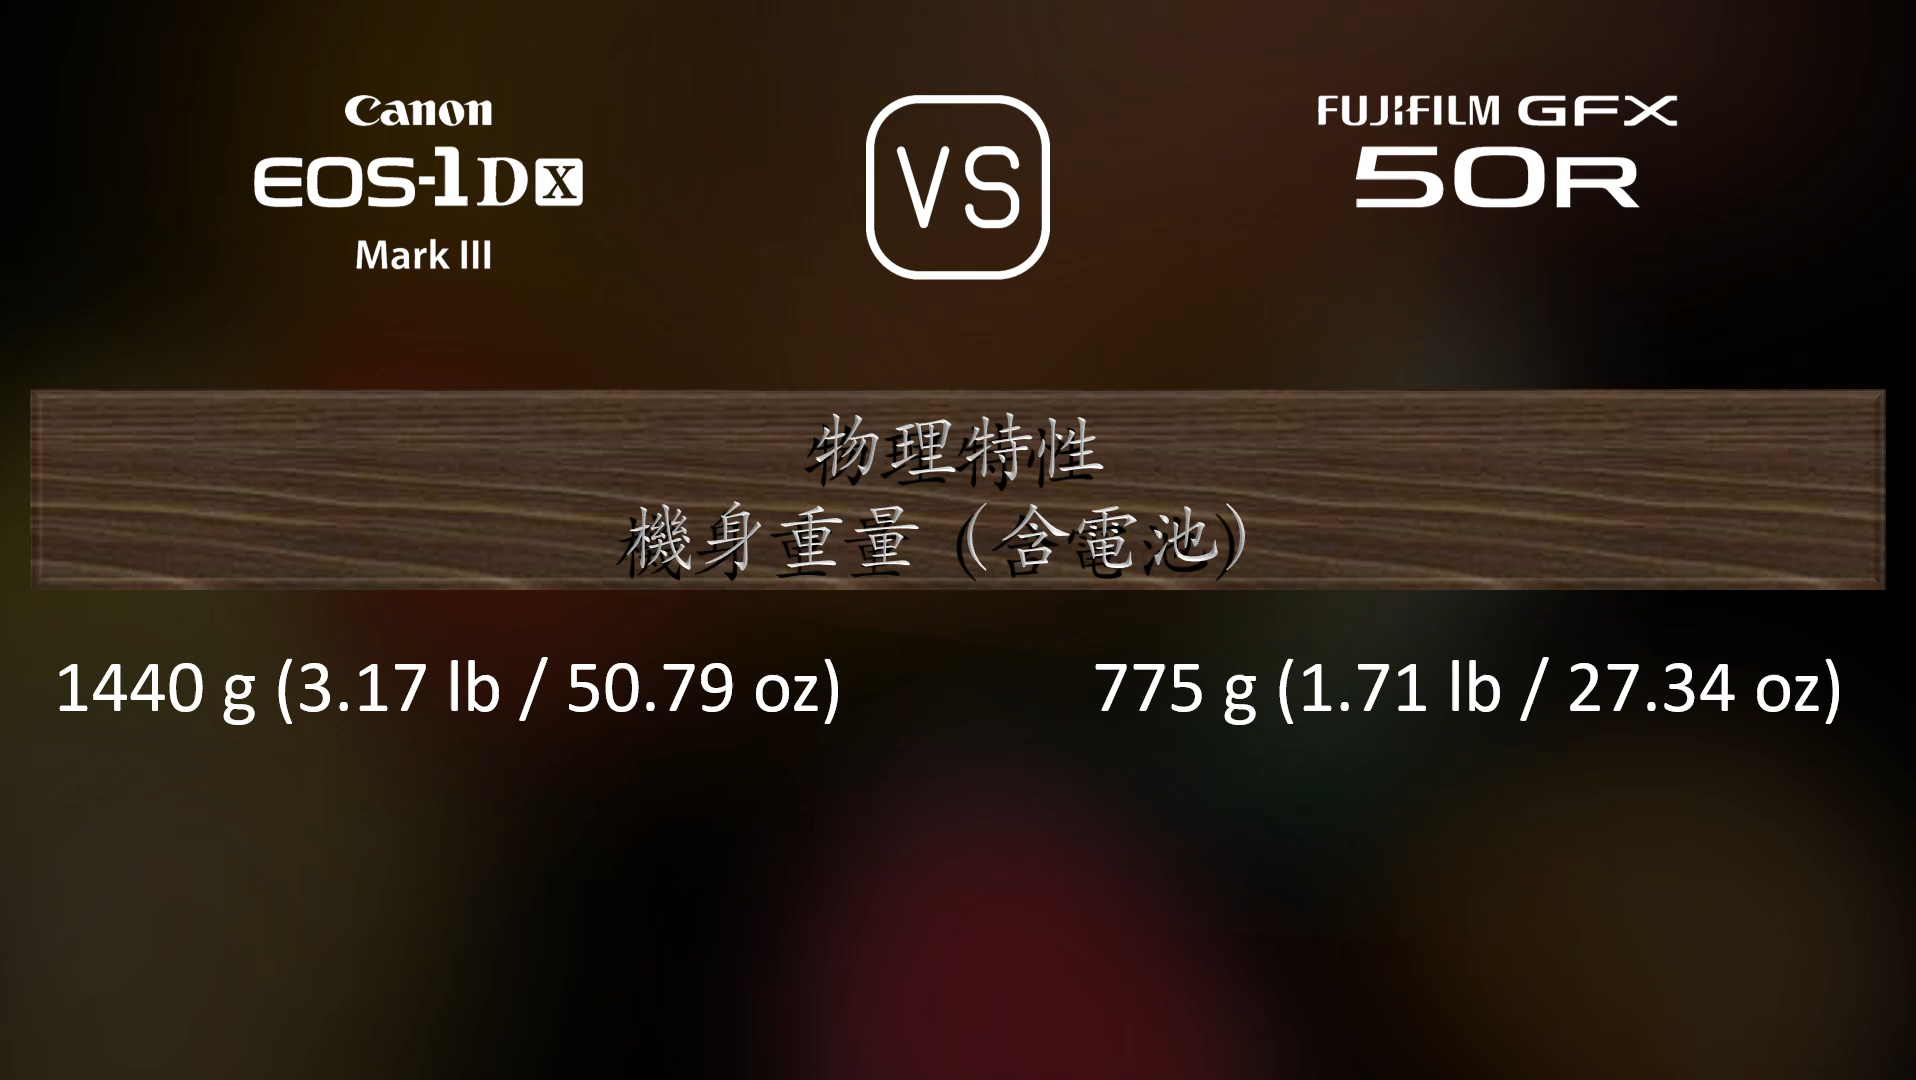 Canon
EOS-1DX
Mark III
VS
FUJIFILM GFX
50R
物理特性
機身重量（含電池）
1440 g (3.17 lb / 50.79 oz)
775 g (1.71 lb / 27.34 oz)